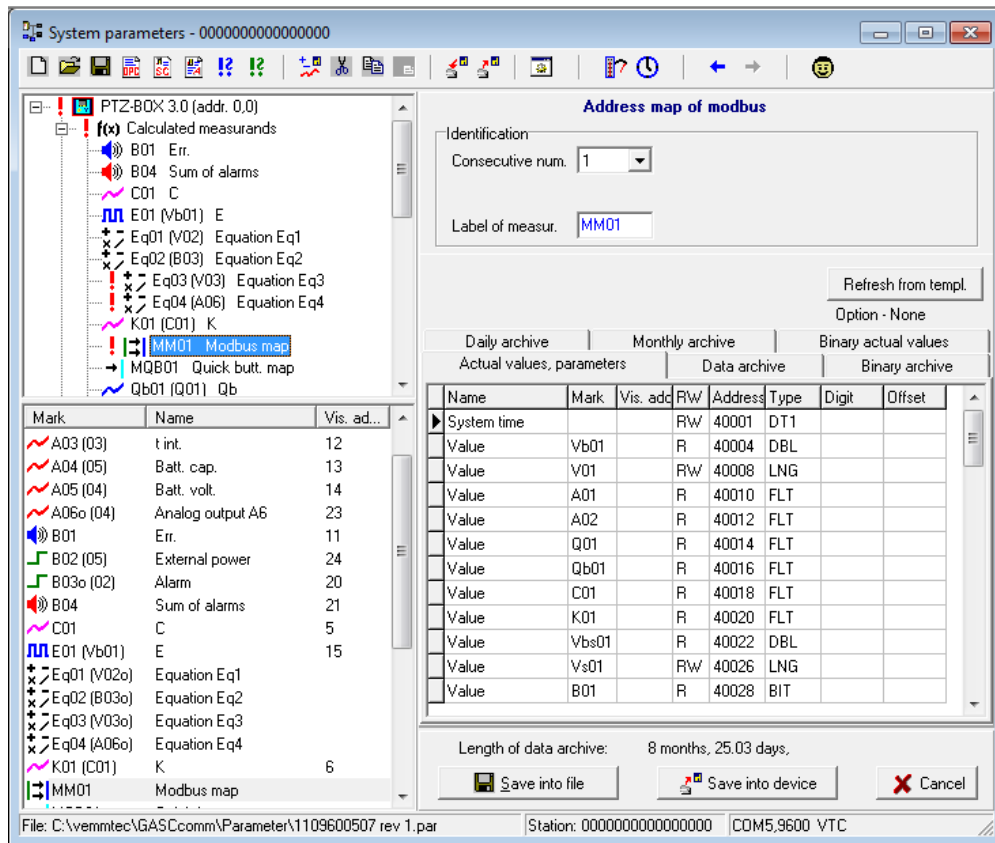 System parameters - 0000000000000000
PTZ-BOX 3.0 (addr. 0,0)
f(x) Calculated measurands
B01 Err.
B04 Sum of alarms
C01 C
E01 (Vb01) E
Eq01 (V02) Equation Eq1
Eq02 (B03) Equation Eq2
Eq03 (V03) Equation Eq3
Eq04 (A06) Equation Eq4
K01 (C01) K
MM01 Modbus map
MQB01 Quick butt. map
Qb01 (Q01) Qb
Mark Name Vis. ad...
A03 (03) t int. 12
A04 (05) Batt. cap. 13
A05 (04) Batt. volt. 14
A06o (04) Analog output A6 23
B01 Err. 11
B02 (05) External power 24
B03o (02) Alarm 20
B04 Sum of alarms 21
C01 C 5
E01 (Vb01) E 15
Eq01 (V02o) Equation Eq1
Eq02 (B03o) Equation Eq2
Eq03 (V03o) Equation Eq3
Eq04 (A06o) Equation Eq4
K01 (C01) K 6
MM01 Modbus map
Address map of modbus
Identification
Consecutive num. 1
Label of measur. MM01
Refresh from templ.
Option - None
Daily archive Monthly archive Binary actual values
Actual values, parameters Data archive Binary archive
Name Mark Vis. add RW Address Type Digit Offset
System time RW 40001 DT1
Value Vb01 R 40004 DBL
Value V01 RW 40008 LNG
Value A01 R 40010 FLT
Value A02 R 40012 FLT
Value Q01 R 40014 FLT
Value Qb01 R 40016 FLT
Value C01 R 40018 FLT
Value K01 R 40020 FLT
Value Vbs01 R 40022 DBL
Value Vs01 RW 40026 LNG
Value B01 R 40028 BIT
Length of data archive: 8 months, 25.03 days,
Save into file Save into device Cancel
File: C:\vemmtec\GASCcomm\Parameter\1109600507 rev 1.par Station: 0000000000000000 COM5,9600 VTC